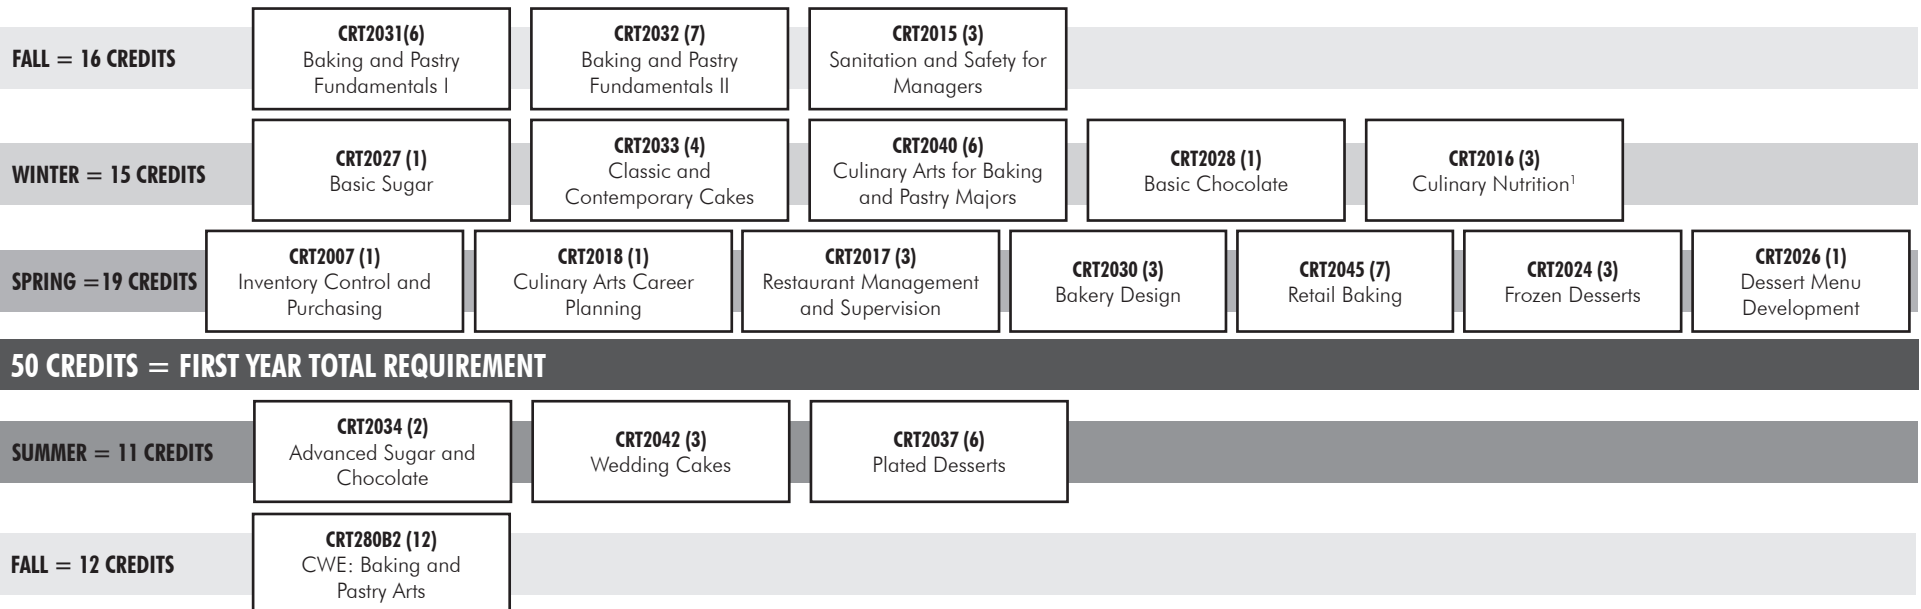 FALL = 16 CREDITS
CRT2031(6)
Baking and Pastry
Fundamentals I
CRT2032 (7)
Baking and Pastry
Fundamentals II
CRT2015 (3)
Sanitation and Safety for
Managers
WINTER = 15 CREDITS
CRT2027 (1)
Basic Sugar
CRT2033 (4)
Classic and
Contemporary Cakes
CRT2040 (6)
Culinary Arts for Baking
and Pastry Majors
CRT2028 (1)
Basic Chocolate
CRT2016 (3)
Culinary Nutrition¹
SPRING =19 CREDITS
CRT2007 (1)
Inventory Control and
Purchasing
CRT2018 (1)
Culinary Arts Career
Planning
CRT2017 (3)
Restaurant Management
and Supervision
CRT2030 (3)
Bakery Design
CRT2045 (7)
Retail Baking
CRT2024 (3)
Frozen Desserts
CRT2026 (1)
Dessert Menu
Development
50 CREDITS = FIRST YEAR TOTAL REQUIREMENT
SUMMER = 11 CREDITS
CRT2034 (2)
Advanced Sugar and
Chocolate
CRT2042 (3)
Wedding Cakes
CRT2037 (6)
Plated Desserts
FALL = 12 CREDITS
CRT280B2 (12)
CWE: Baking and
Pastry Arts